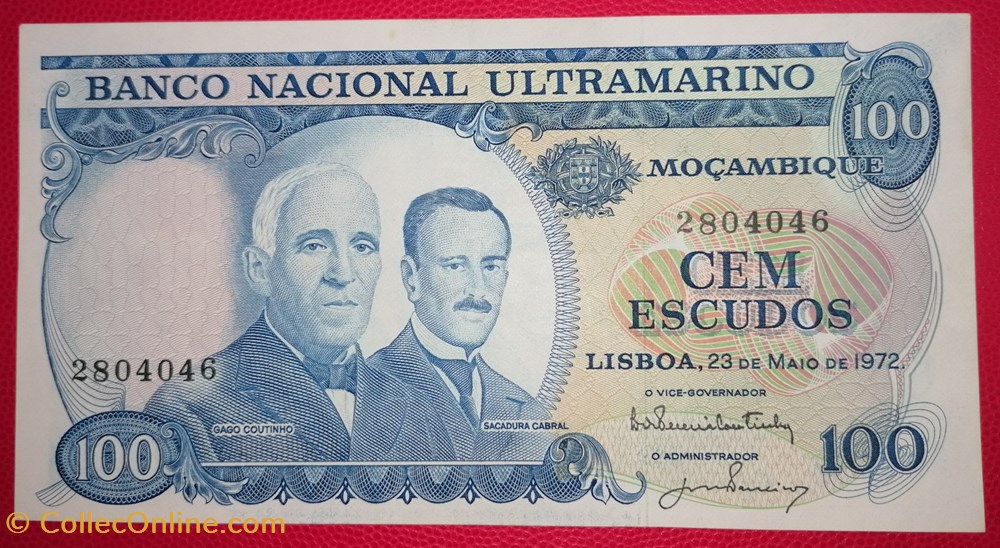 BANCO NACIONAL ULTRAMARINO
100
MOÇAMBIQUE
2804046
CEM
ESCUDOS
LISBOA, 23 DE MAIO DE 1972.
2804046
O VICE-GOVERNADOR
GAGO COUTINHO
SACADURA CABRAL
O ADMINISTRADOR
100
100
© CollecOnline.com